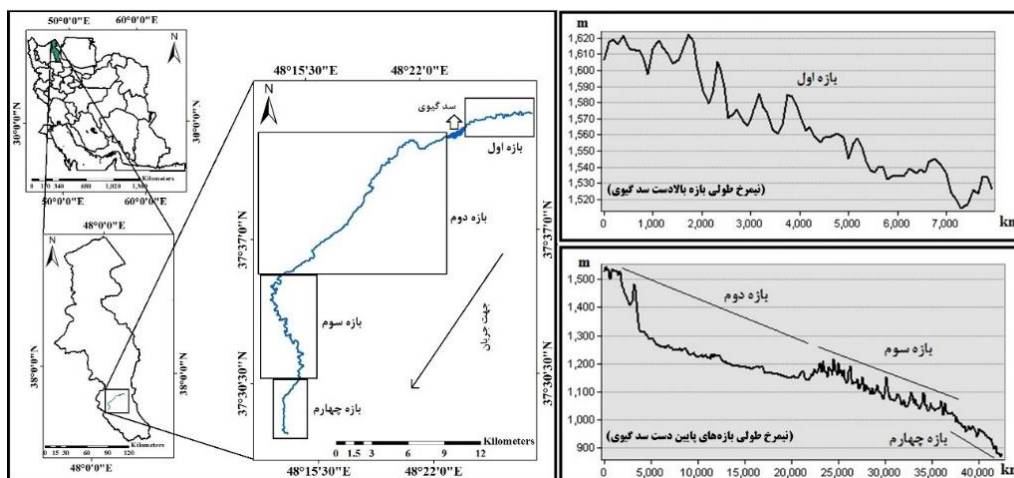 50°0'0"E 60°0'0"E
N
30°0'0"N
30°0'0"N
Kilometers
0 170 340 680 1,020 1,360
50°0'0"E 60°0'0"E
48°0'0"E
N
38°0'0"N
38°0'0"N
Kilometers
0 15 30 60 90 120
48°0'0"E
48°15'30"E 48°22'0"E
N
سد گیوی
بازه اول
بازه دوم
37°37'0"N
37°37'0"N
جهت جریان
بازه سوم
37°30'30"N
37°30'30"N
بازه چهارم
Kilometers
0 1.5 3 6 9 12
48°15'30"E 48°22'0"E
m
1,620
1,610
1,600
1,590
1,580
1,570
1,560
1,550
1,540
1,530
1,520
بازه اول
(نیمرخ طولی بازه بالادست سد گیوی)
0 1,000 2,000 3,000 4,000 5,000 6,000 7,000 km
m
1,500
1,400
1,300
1,200
1,100
1,000
900
بازه دوم
بازه سوم
بازه چهارم
(نیمرخ طولی بازه‌های پایین دست سد گیوی)
0 5,000 10,000 15,000 20,000 25,000 30,000 35,000 40,000 km